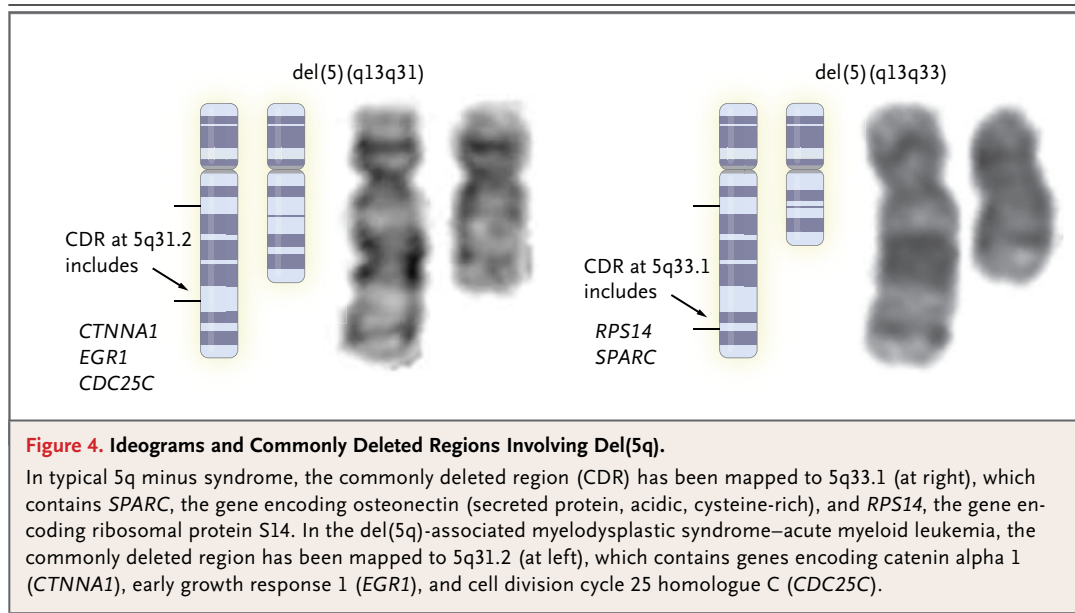 del(5)(q13q31)
CDR at 5q31.2
includes
CTNNA1
EGR1
CDC25C
del(5)(q13q33)
CDR at 5q33.1
includes
RPS14
SPARC
Figure 4. Ideograms and Commonly Deleted Regions Involving Del(5q).
In typical 5q minus syndrome, the commonly deleted region (CDR) has been mapped to 5q33.1 (at right), which
contains SPARC, the gene encoding osteonectin (secreted protein, acidic, cysteine-rich), and RPS14, the gene en-
coding ribosomal protein S14. In the del(5q)-associated myelodysplastic syndrome–acute myeloid leukemia, the
commonly deleted region has been mapped to 5q31.2 (at left), which contains genes encoding catenin alpha 1
(CTNNA1), early growth response 1 (EGR1), and cell division cycle 25 homologue C (CDC25C).